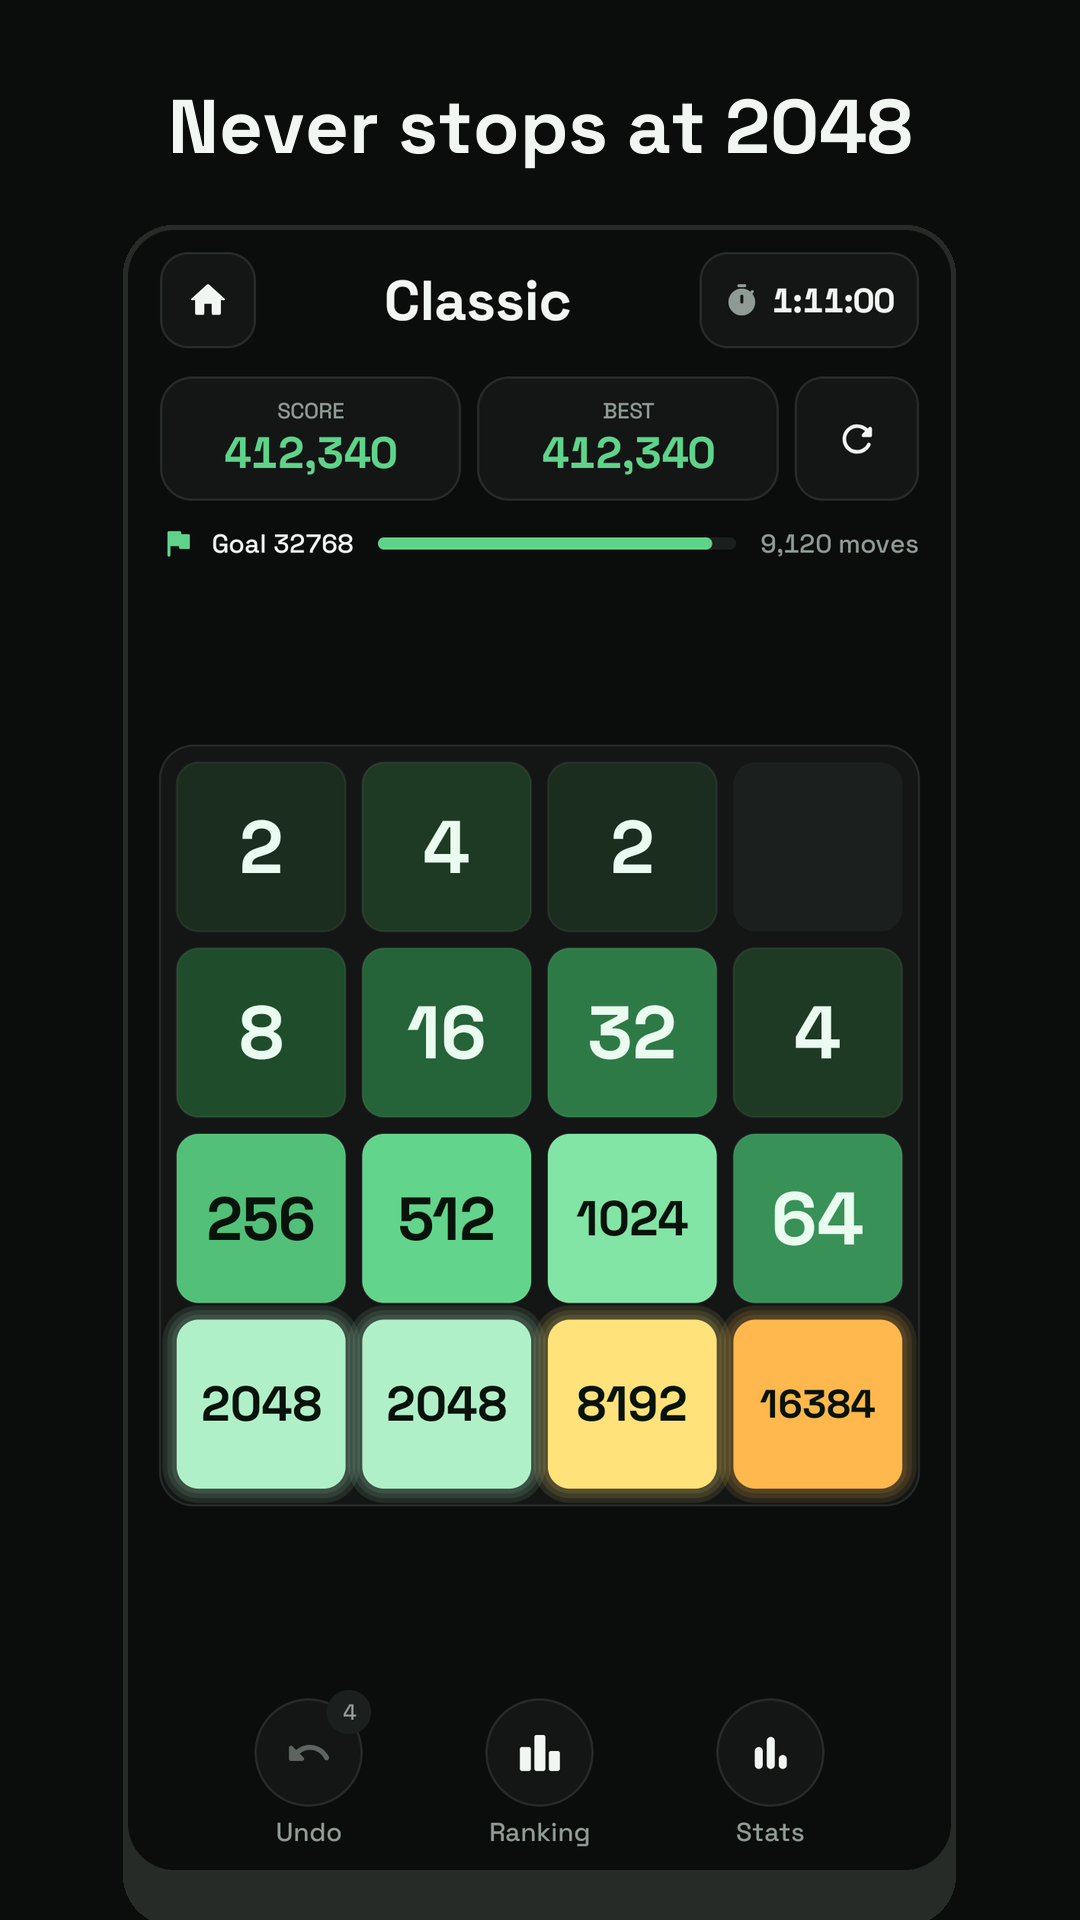 Never stops at 2048
Classic
1:11:00
SCORE
412,340
BEST
412,340
Goal 32768
9,120 moves
2 4 2
8 16 32 4
256 512 1024 64
2048 2048 8192 16384
4
Undo
Ranking
Stats